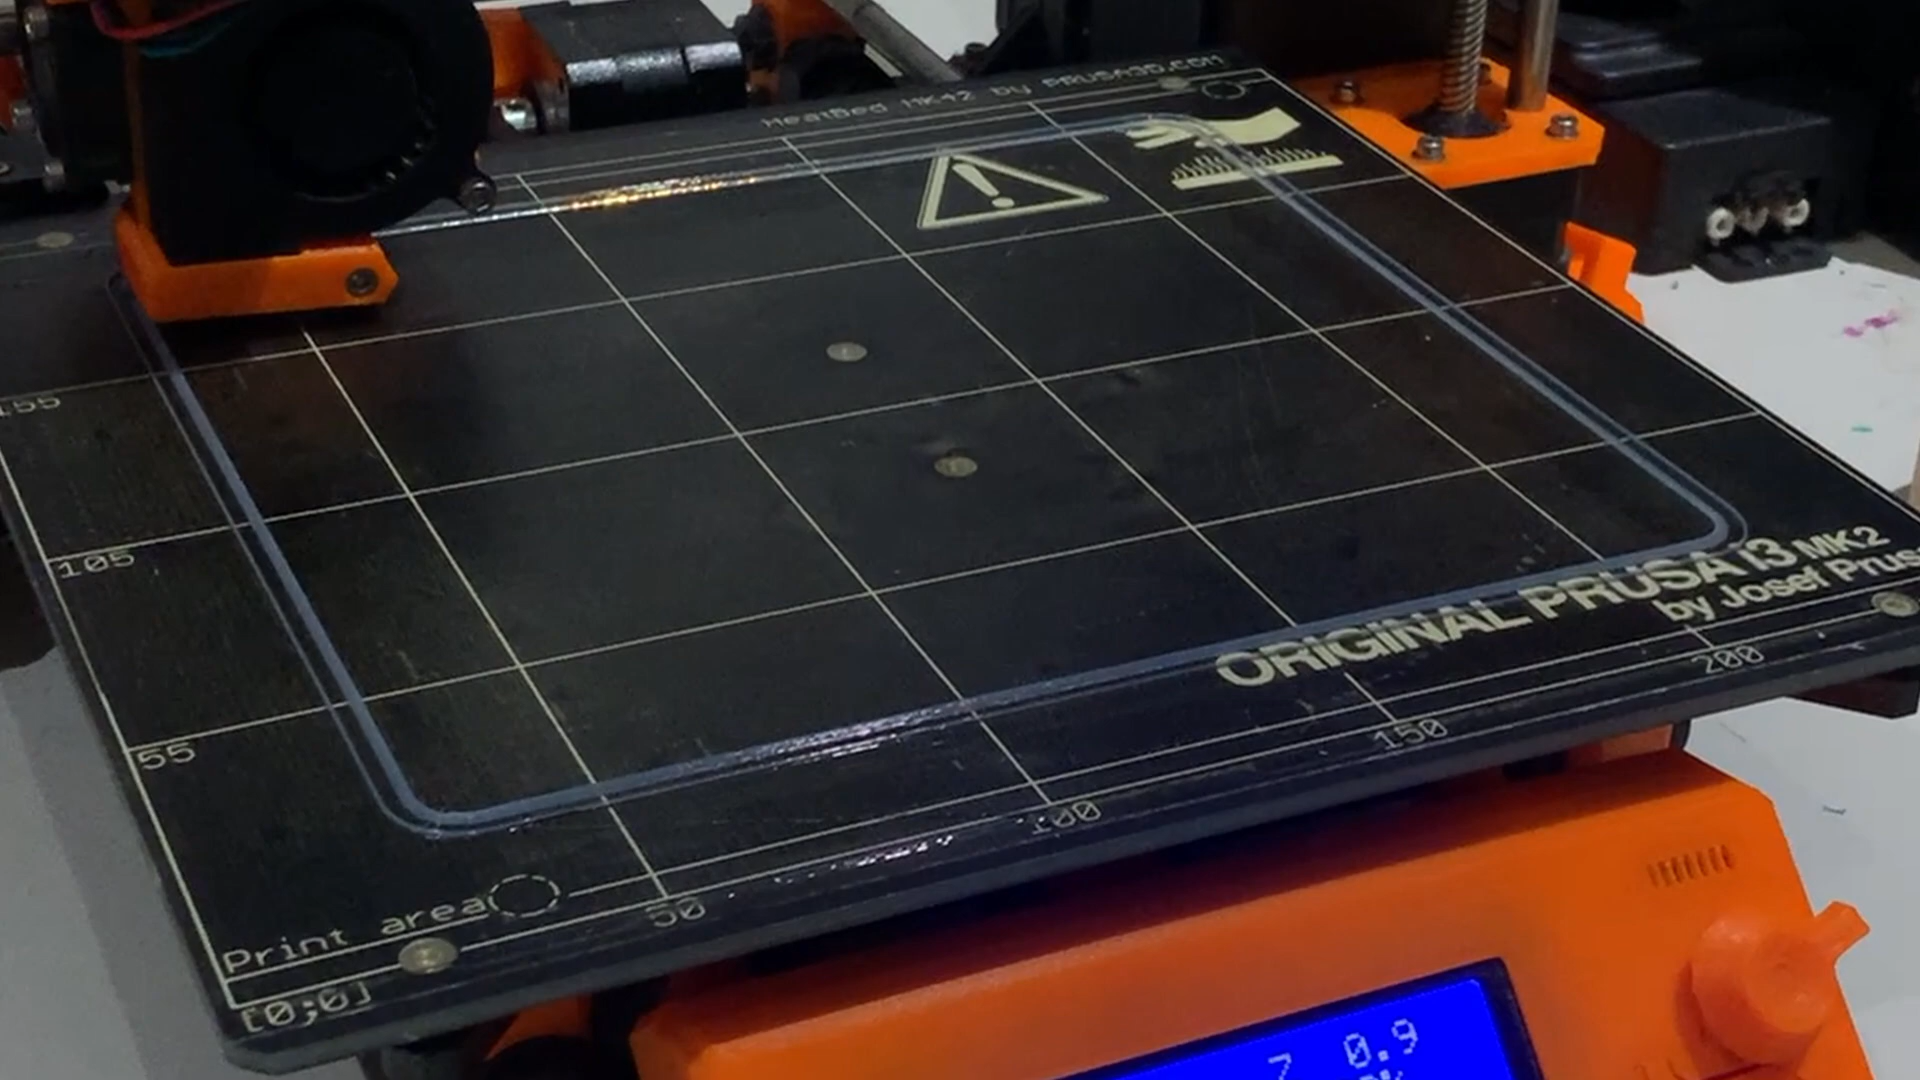 HeatBed MK42 by PRUSA3D.COM
155
105
55
ORIGINAL PRUSA i3 MK2
by Josef Prus
200
150
100
50
Print area
[0;0]
Z 0.9